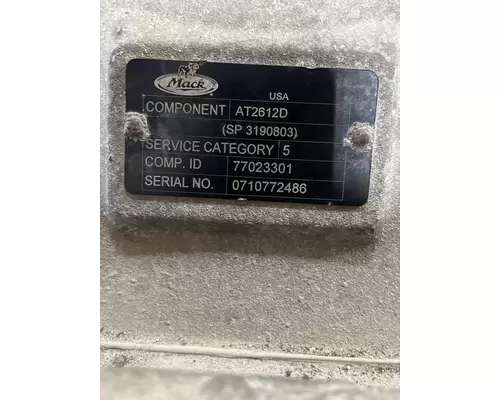 Mack
USA
COMPONENT AT2612D
(SP 3190803)
SERVICE CATEGORY 5
COMP. ID 77023301
SERIAL NO. 0710772486